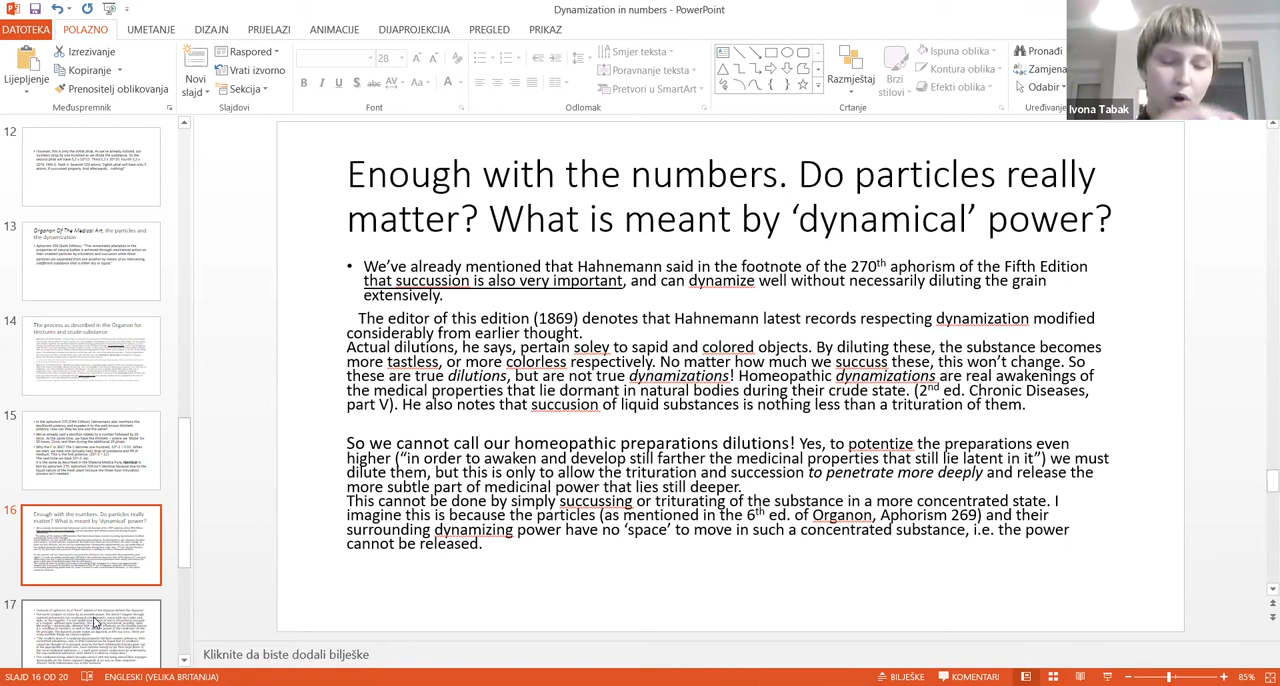 Dynamization in numbers - PowerPoint
DATOTEKA POLAZNO UMETANJE DIZAJN PRIJELAZI ANIMACIJE DIJAPROJEKCIJA PREGLED PRIKAZ
Lijepljenje
Izrezivanje
Kopiranje
Prenositelj oblikovanja
Međuspremnik
Novi slajd
Raspored
Vrati izvorno
Sekcija
Slajdovi
28
Font
Smjer teksta
Poravnanje teksta
Pretvori u SmartArt
Odlomak
Razmještaj
Brzi stilovi
Ispuna oblika
Kontura oblika
Efekti oblika
Crtanje
Pronađi
Zamjena
Odabir
Uređivanje
Ivona Tabak
12
13
Organon Of The Medical Art, the particles and
the dynamization
14
The process as described in the Organon for
tinctures and crude substance
15
16
Enough with the numbers. Do particles really
matter? What is meant by 'dynamical' power?
17
Enough with the numbers. Do particles really
matter? What is meant by ‘dynamical’ power?
• We’ve already mentioned that Hahnemann said in the footnote of the 270th aphorism of the Fifth Edition
that succussion is also very important, and can dynamize well without necessarily diluting the grain
extensively.
The editor of this edition (1869) denotes that Hahnemann latest records respecting dynamization modified
considerably from earlier thought.
Actual dilutions, he says, pertain soley to sapid and colored objects. By diluting these, the substance becomes
more tastless, or more colorless respectively. No matter how man we succuss these, this won’t change. So
these are true dilutions, but are not true dynamizations! Homeopathic dynamizations are real awakenings of
the medical properties that lie dormant in natural bodies during their crude state. (2nd ed. Chronic Diseases,
part V). He also notes that succusion of liquid substances is nothing less than a trituration of them.
So we cannot call our homeopathic preparations dilutions. Yes, to potentize the preparations even
higher (“in order to awaken and develop still farther the medicinal properties that still lie latent in it”) we must
dilute them, but this is only to allow the trituration and succussion to penetrate more deeply and release the
more subtle part of medicinal power that lies still deeper.
This cannot be done by simply succussing or triturating of the substance in a more concentrated state. I
imagine this is because the particles (as mentioned in the 6th ed. of Organon, Aphorism 269) and their
surrounding dynamizing power have no ‘space’ to move in such a concentrated substance, i.e. the power
cannot be released.
Kliknite da biste dodali bilješke
SLAJD 16 OD 20 ENGLESKI (VELIKA BRITANIJA) BILJEŠKE KOMENTARI 85%